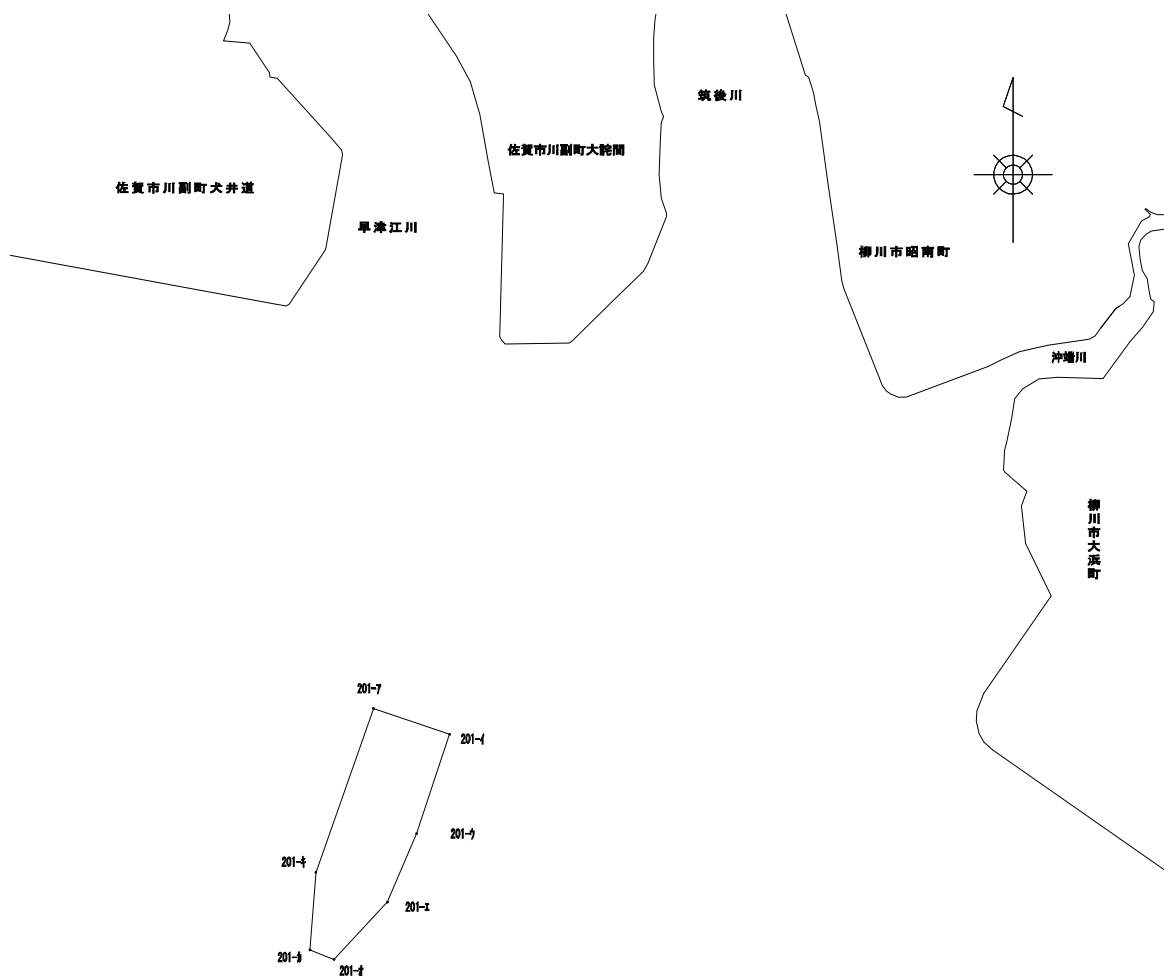 筑後川
佐賀市川副町大詫間
佐賀市川副町犬井道
早津江川
柳川市昭南町
沖端川
柳川市大浜町
201-ｱ
201-ｲ
201-ｳ
201-ｷ
201-ｴ
201-ｶ
201-ｵ